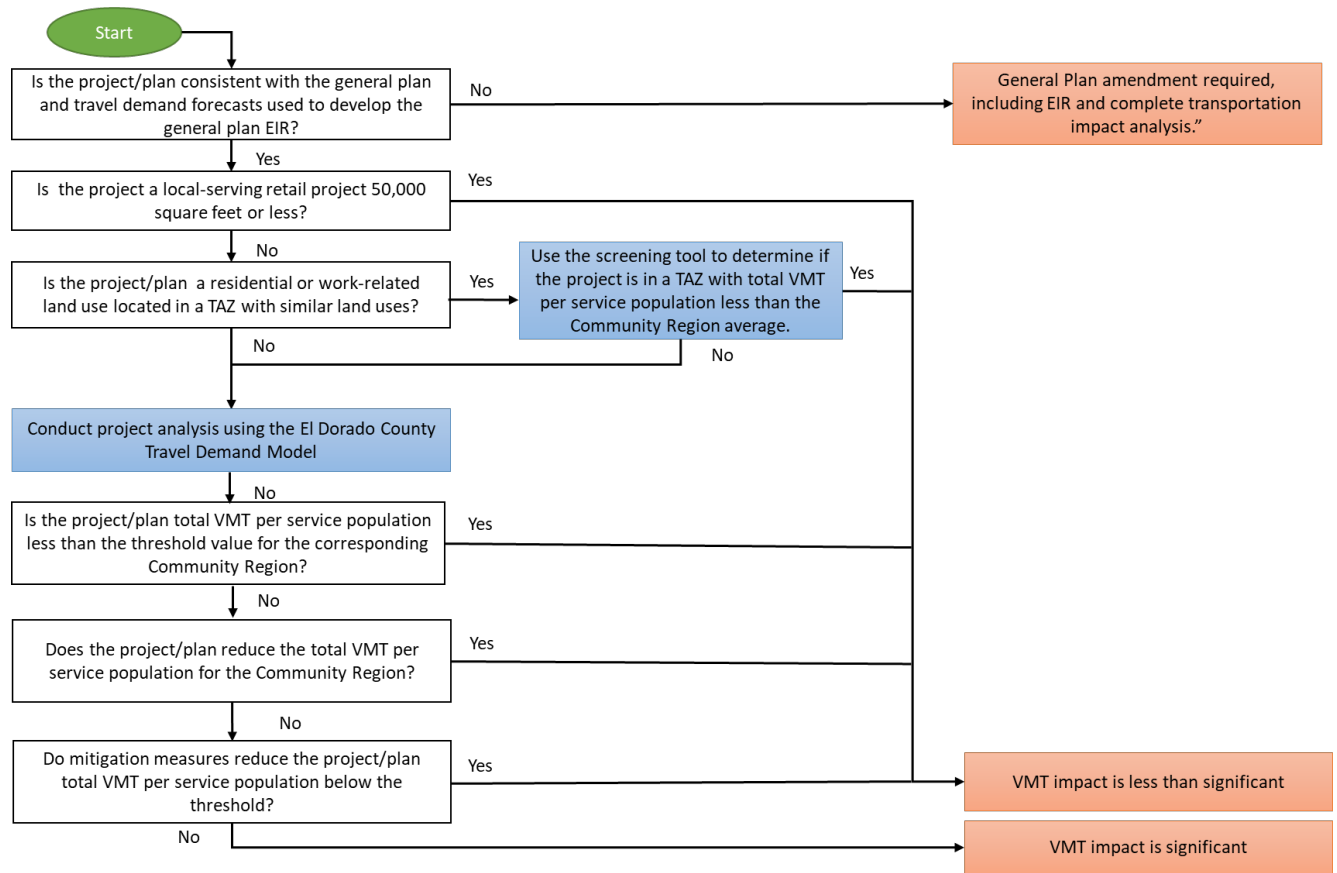 Start
Is the project/plan consistent with the general plan
and travel demand forecasts used to develop the
general plan EIR?
No
General Plan amendment required,
including EIR and complete transportation
impact analysis.”
Yes
Is the project a local-serving retail project 50,000
square feet or less?
Yes
No
Is the project/plan a residential or work-related
land use located in a TAZ with similar land uses?
Yes
Use the screening tool to determine if
the project is in a TAZ with total VMT
per service population less than the
Community Region average.
Yes
No
No
Conduct project analysis using the El Dorado County
Travel Demand Model
No
Is the project/plan total VMT per service population
less than the threshold value for the corresponding
Community Region?
Yes
No
Does the project/plan reduce the total VMT per
service population for the Community Region?
Yes
No
Do mitigation measures reduce the project/plan
total VMT per service population below the
threshold?
Yes
VMT impact is less than significant
No
VMT impact is significant